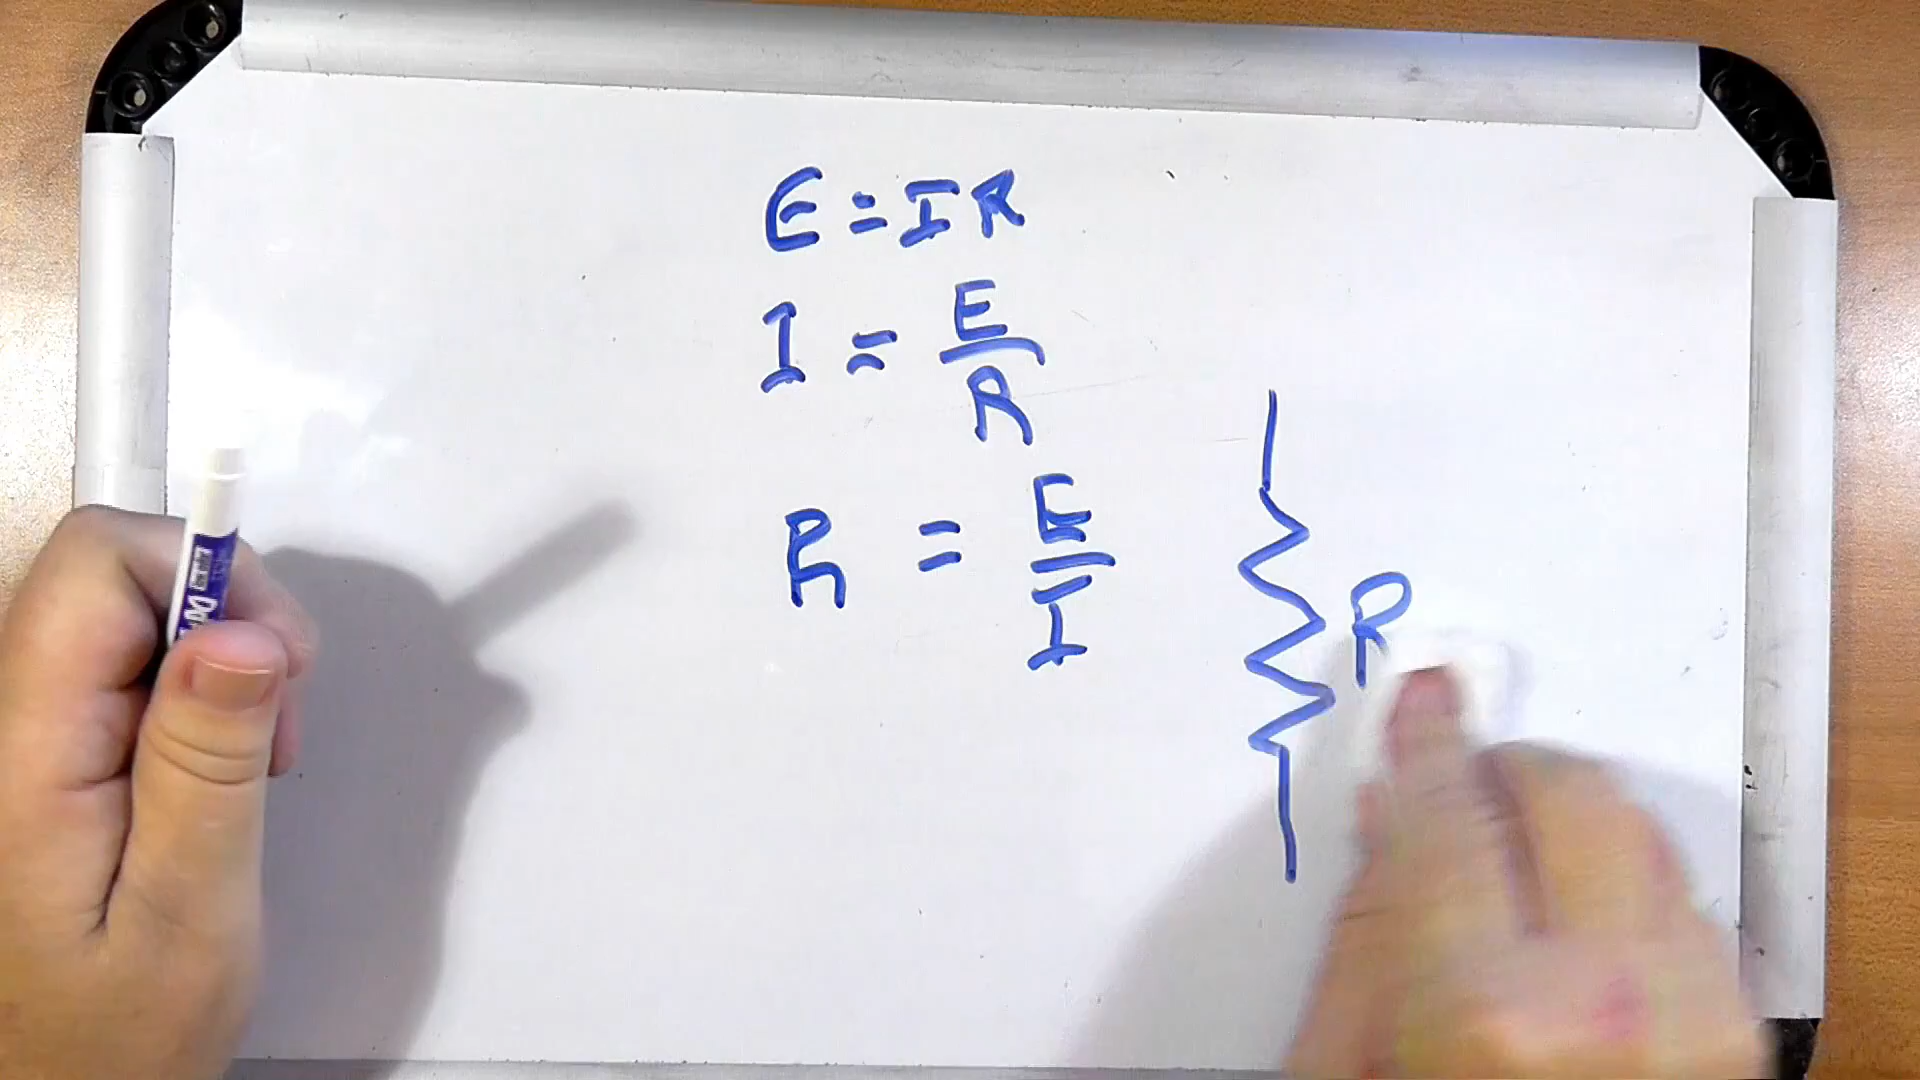 E = IR
I = E/R
R = E/I
R